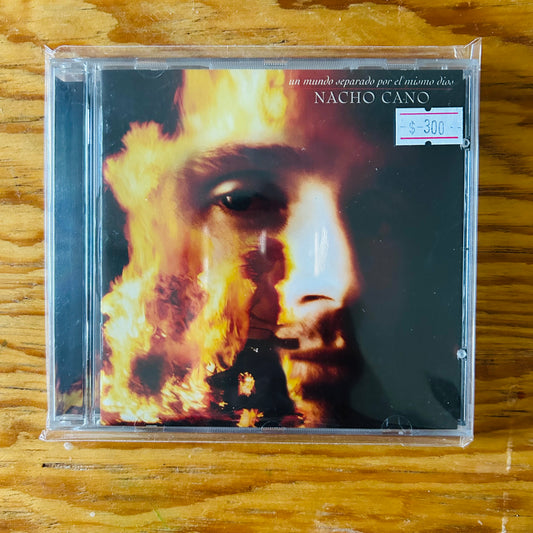 un mundo separado por el mismo dios
NACHO CANO
$-300